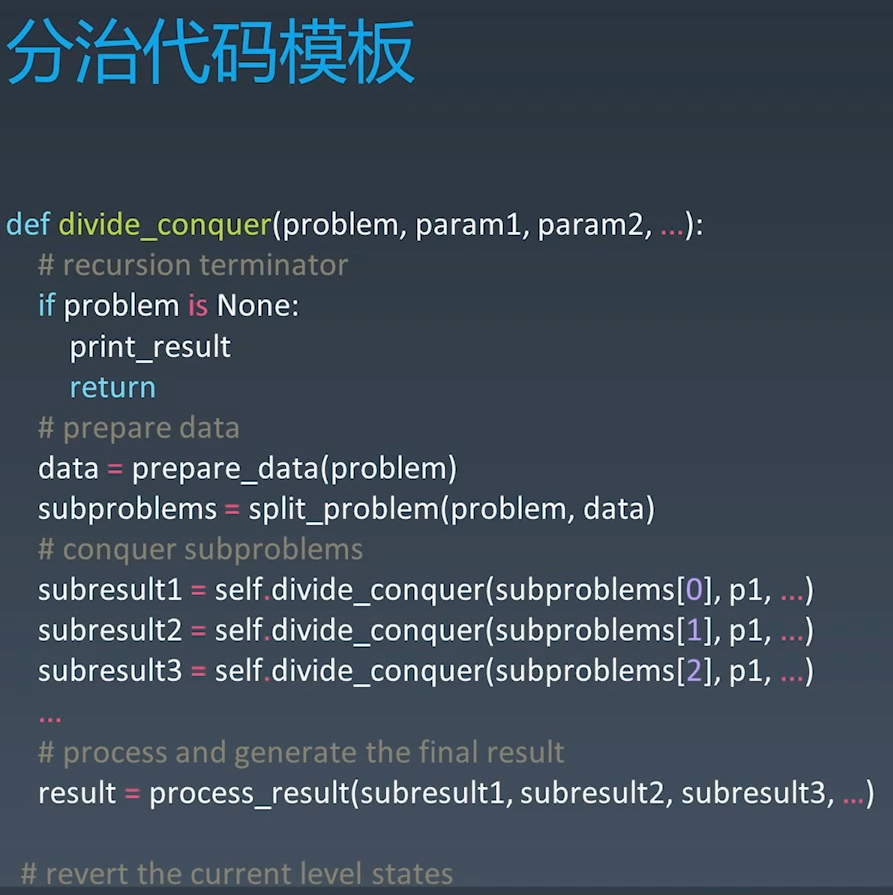 分治代码模板
def divide_conquer(problem, param1, param2, ...):
# recursion terminator
if problem is None:
print_result
return
# prepare data
data = prepare_data(problem)
subproblems = split_problem(problem, data)
# conquer subproblems
subresult1 = self.divide_conquer(subproblems[0], p1, ...)
subresult2 = self.divide_conquer(subproblems[1], p1, ...)
subresult3 = self.divide_conquer(subproblems[2], p1, ...)
...
# process and generate the final result
result = process_result(subresult1, subresult2, subresult3, ...)
# revert the current level states